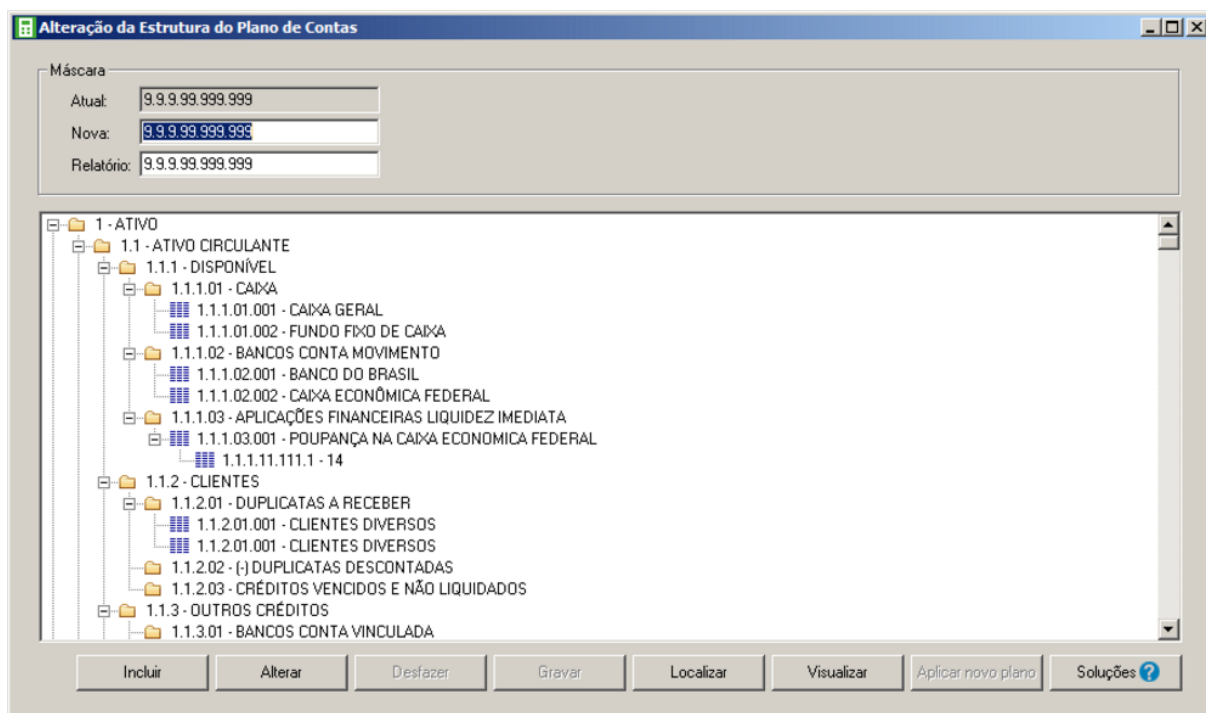 Alteração da Estrutura do Plano de Contas
Máscara
Atual: 9.9.9.99.999.999
Nova: 9.9.9.99.999.999
Relatório: 9.9.9.99.999.999
1 - ATIVO
1.1 - ATIVO CIRCULANTE
1.1.1 - DISPONÍVEL
1.1.1.01 - CAIXA
1.1.1.01.001 - CAIXA GERAL
1.1.1.01.002 - FUNDO FIXO DE CAIXA
1.1.1.02 - BANCOS CONTA MOVIMENTO
1.1.1.02.001 - BANCO DO BRASIL
1.1.1.02.002 - CAIXA ECONÔMICA FEDERAL
1.1.1.03 - APLICAÇÕES FINANCEIRAS LIQUIDEZ IMEDIATA
1.1.1.03.001 - POUPANÇA NA CAIXA ECONOMICA FEDERAL
1.1.1.11.111.1 - 14
1.1.2 - CLIENTES
1.1.2.01 - DUPLICATAS A RECEBER
1.1.2.01.001 - CLIENTES DIVERSOS
1.1.2.01.001 - CLIENTES DIVERSOS
1.1.2.02 - (-) DUPLICATAS DESCONTADAS
1.1.2.03 - CRÉDITOS VENCIDOS E NÃO LIQUIDADOS
1.1.3 - OUTROS CRÉDITOS
1.1.3.01 - BANCOS CONTA VINCULADA
Incluir Alterar Desfazer Gravar Localizar Visualizar Aplicar novo plano Soluções ?